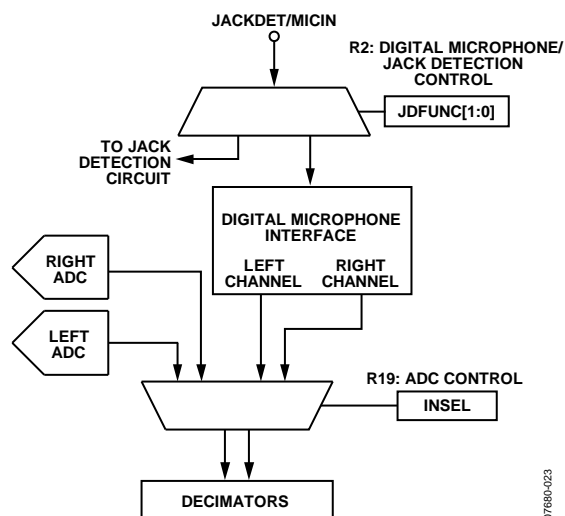 JACKDET/MICIN
R2: DIGITAL MICROPHONE/
JACK DETECTION
CONTROL
JDFUNC[1:0]
TO JACK
DETECTION
CIRCUIT
DIGITAL MICROPHONE
INTERFACE
LEFT
CHANNEL
RIGHT
CHANNEL
RIGHT
ADC
LEFT
ADC
R19: ADC CONTROL
INSEL
DECIMATORS
07680-023